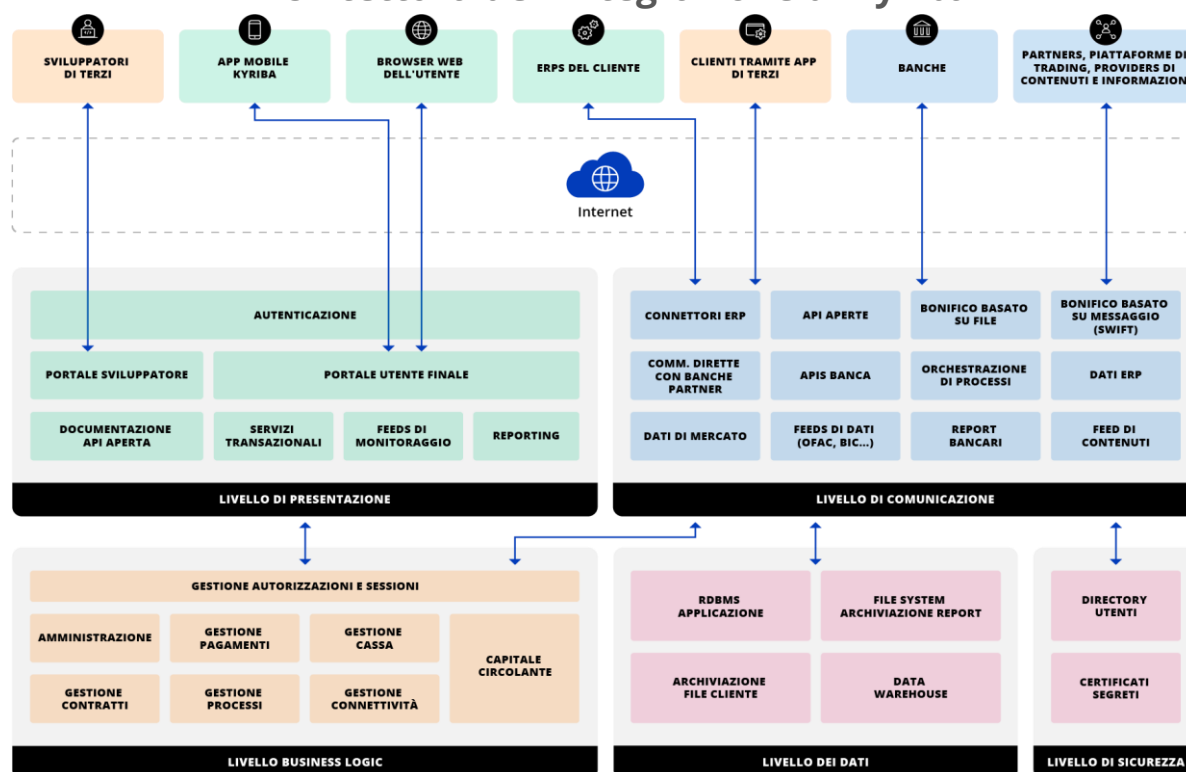 SVILUPPATORI
DI TERZI
APP MOBILE
KYRIBA
BROWSER WEB
DELL'UTENTE
ERPS DEL CLIENTE
CLIENTI TRAMITE APP
DI TERZI
BANCHE
PARTNERS, PIATTAFORME DI
TRADING, PROVIDERS DI
CONTENUTI E INFORMAZION
Internet
AUTENTICAZIONE
PORTALE SVILUPPATORE
PORTALE UTENTE FINALE
DOCUMENTAZIONE
API APERTA
SERVIZI
TRANSAZIONALI
FEEDS DI
MONITORAGGIO
REPORTING
LIVELLO DI PRESENTAZIONE
CONNETTORI ERP
API APERTE
BONIFICO BASATO
SU FILE
BONIFICO BASATO
SU MESSAGGIO
(SWIFT)
COMM. DIRETTE
CON BANCHE
PARTNER
APIS BANCA
ORCHESTRAZIONE
DI PROCESSI
DATI ERP
DATI DI MERCATO
FEEDS DI DATI
(OFAC, BIC...)
REPORT
BANCARI
FEED DI
CONTENUTI
LIVELLO DI COMUNICAZIONE
GESTIONE AUTORIZZAZIONI E SESSIONI
AMMINISTRAZIONE
GESTIONE
PAGAMENTI
GESTIONE
CASSA
CAPITALE
CIRCOLANTE
GESTIONE
CONTRATTI
GESTIONE
PROCESSI
GESTIONE
CONNETTIVITÀ
LIVELLO BUSINESS LOGIC
RDBMS
APPLICAZIONE
FILE SYSTEM
ARCHIVIAZIONE REPORT
ARCHIVIAZIONE
FILE CLIENTE
DATA
WAREHOUSE
LIVELLO DEI DATI
DIRECTORY
UTENTI
CERTIFICATI
SEGRETI
LIVELLO DI SICUREZZA